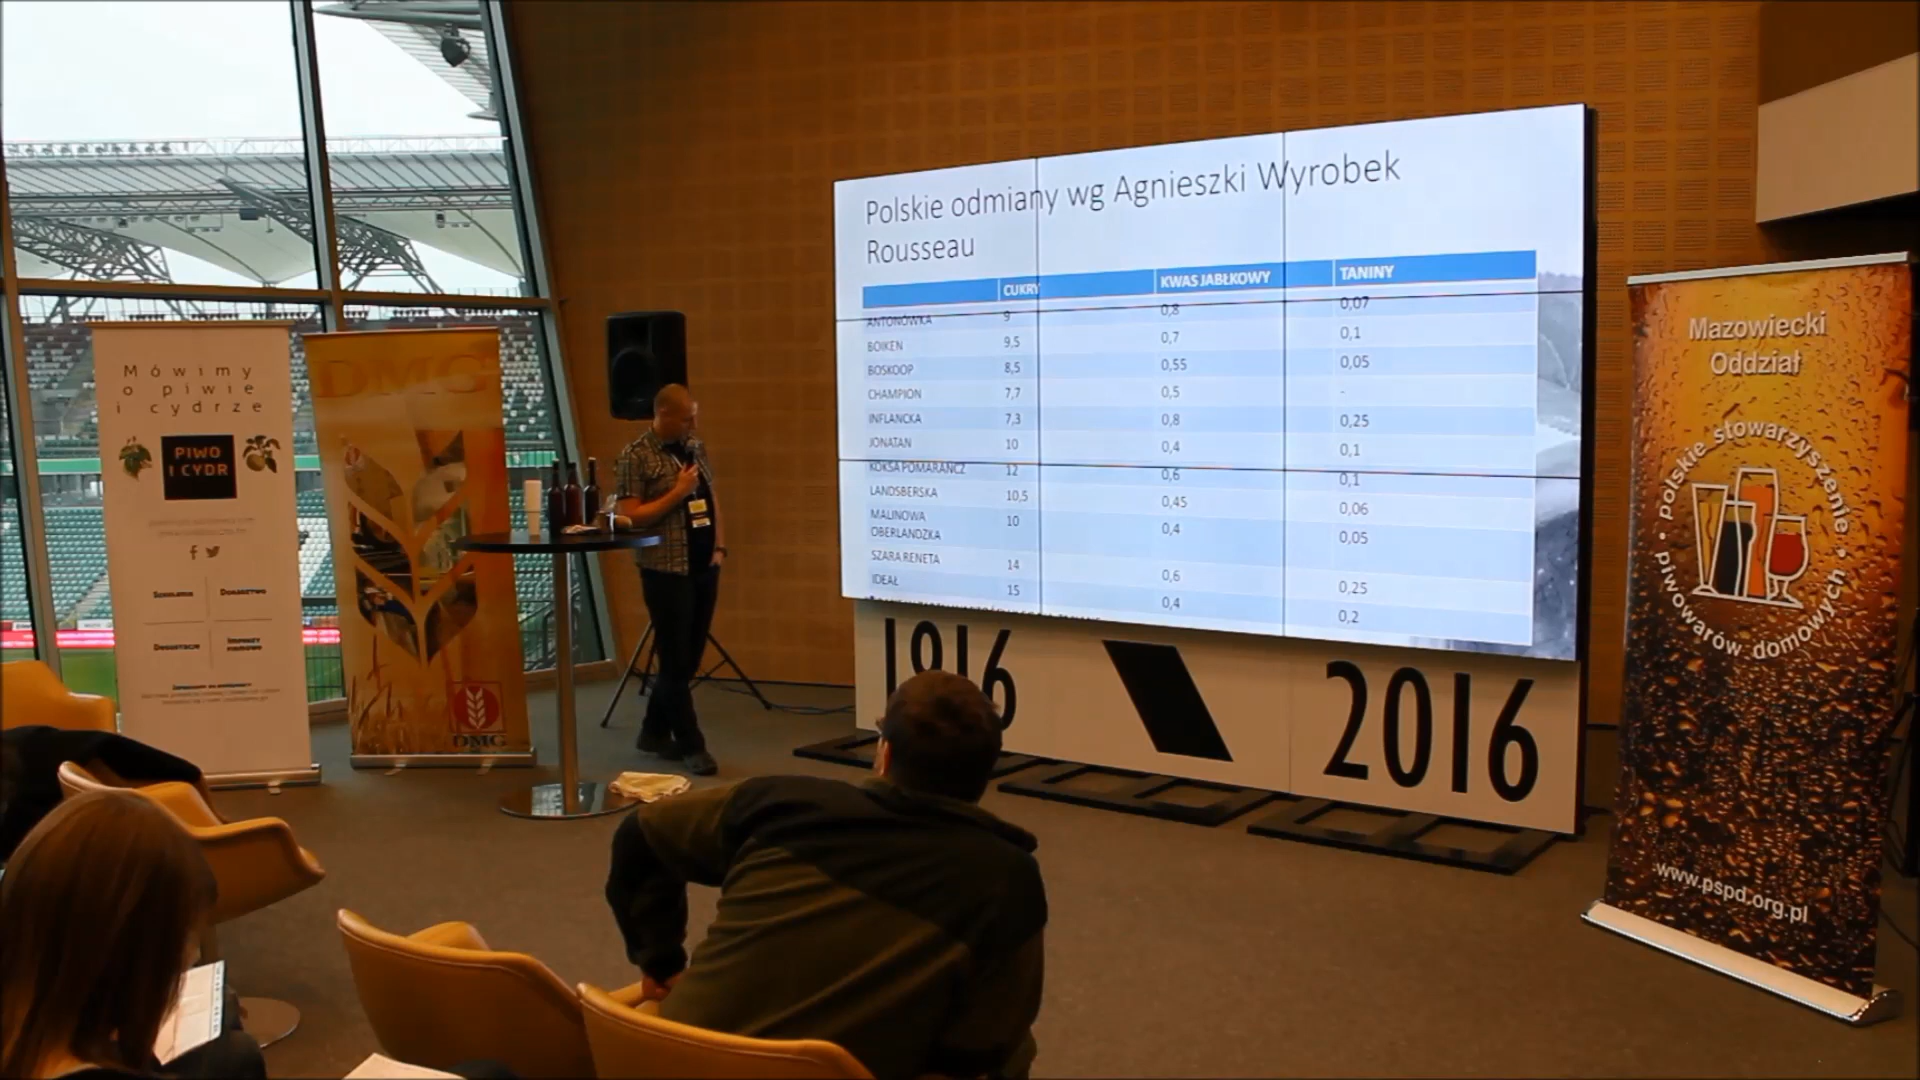 Mówimy
o piwie
i cydrze
PIWO
I CYDR
Szkolenia
Doradztwo
Degustacje
DMG
DMG
Polskie odmiany wg Agnieszki Wyrobek
Rousseau
CUKRY KWAS JABŁKOWY TANINY
ANTONÓWKA 9 0,8 0,07
BOIKEN 9,5 0,7 0,1
BOSKOOP 8,5 0,55 0,05
CHAMPION 7,7 0,5 -
INFLANCKA 7,3 0,8 0,25
JONATAN 10 0,4 0,1
KOKSA POMARAŃCZ 12 0,6 0,1
LANDSBERSKA 10,5 0,45 0,06
MALINOWA
OBERLANDZKA 10 0,4 0,05
SZARA RENETA 14 0,6 0,25
IDEAŁ 15 0,4 0,2
1916 2016
Mazowiecki
Oddział
polskie stowarzyszenie
piwowarów domowych
www.pspd.org.pl